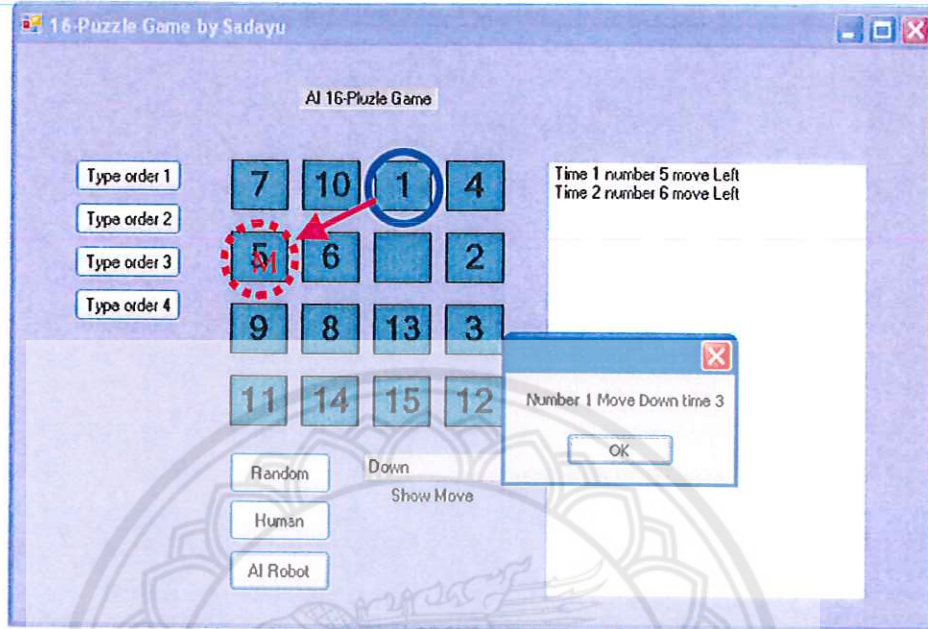 16-Puzzle Game by Sadayu
AI 16-Pluzle Game
Type order 1
Type order 2
Type order 3
Type order 4
7 10 1 4
5 M 6 2
9 8 13 3
11 14 15 12
Time 1 number 5 move Left
Time 2 number 6 move Left
Number 1 Move Down time 3
OK
Random
Human
AI Robot
Down
Show Move